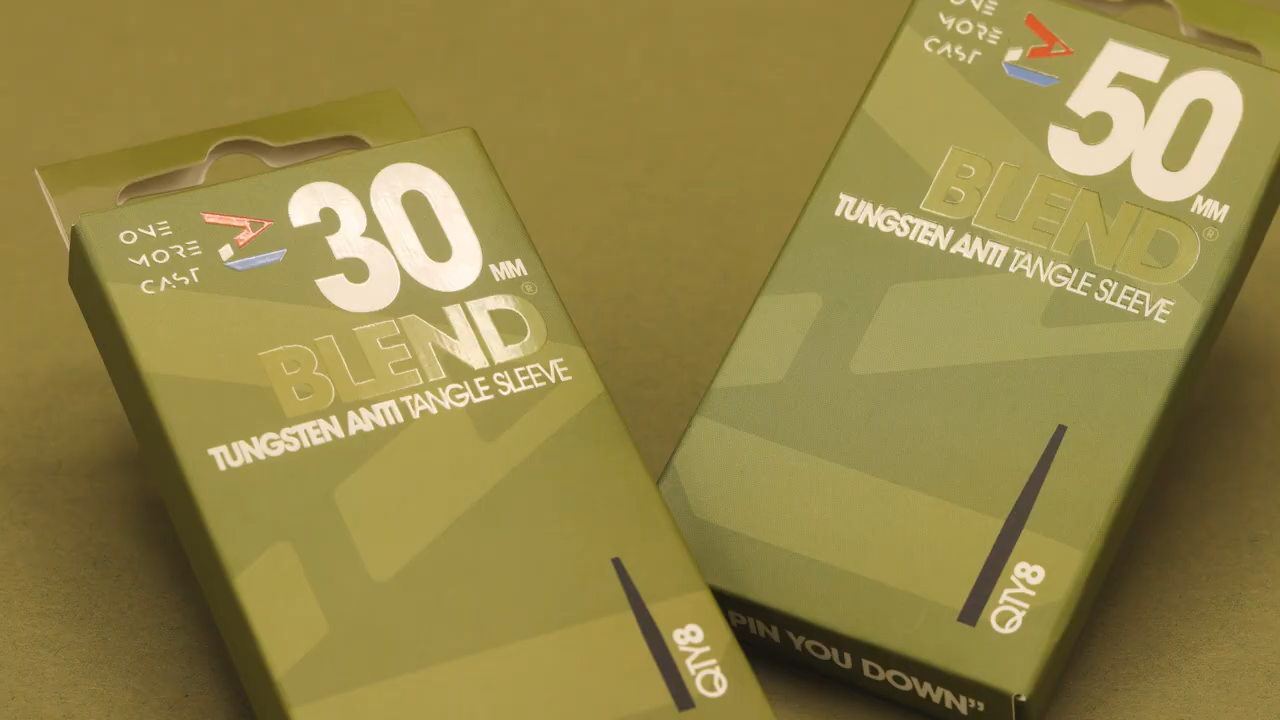 ONE
MORE
CAST
30 MM
BLEND®
TUNGSTEN ANTI TANGLE SLEEVE
QTY8
ONE
MORE
CAST
50 MM
BLEND®
TUNGSTEN ANTI TANGLE SLEEVE
QTY8
PIN YOU DOWN”